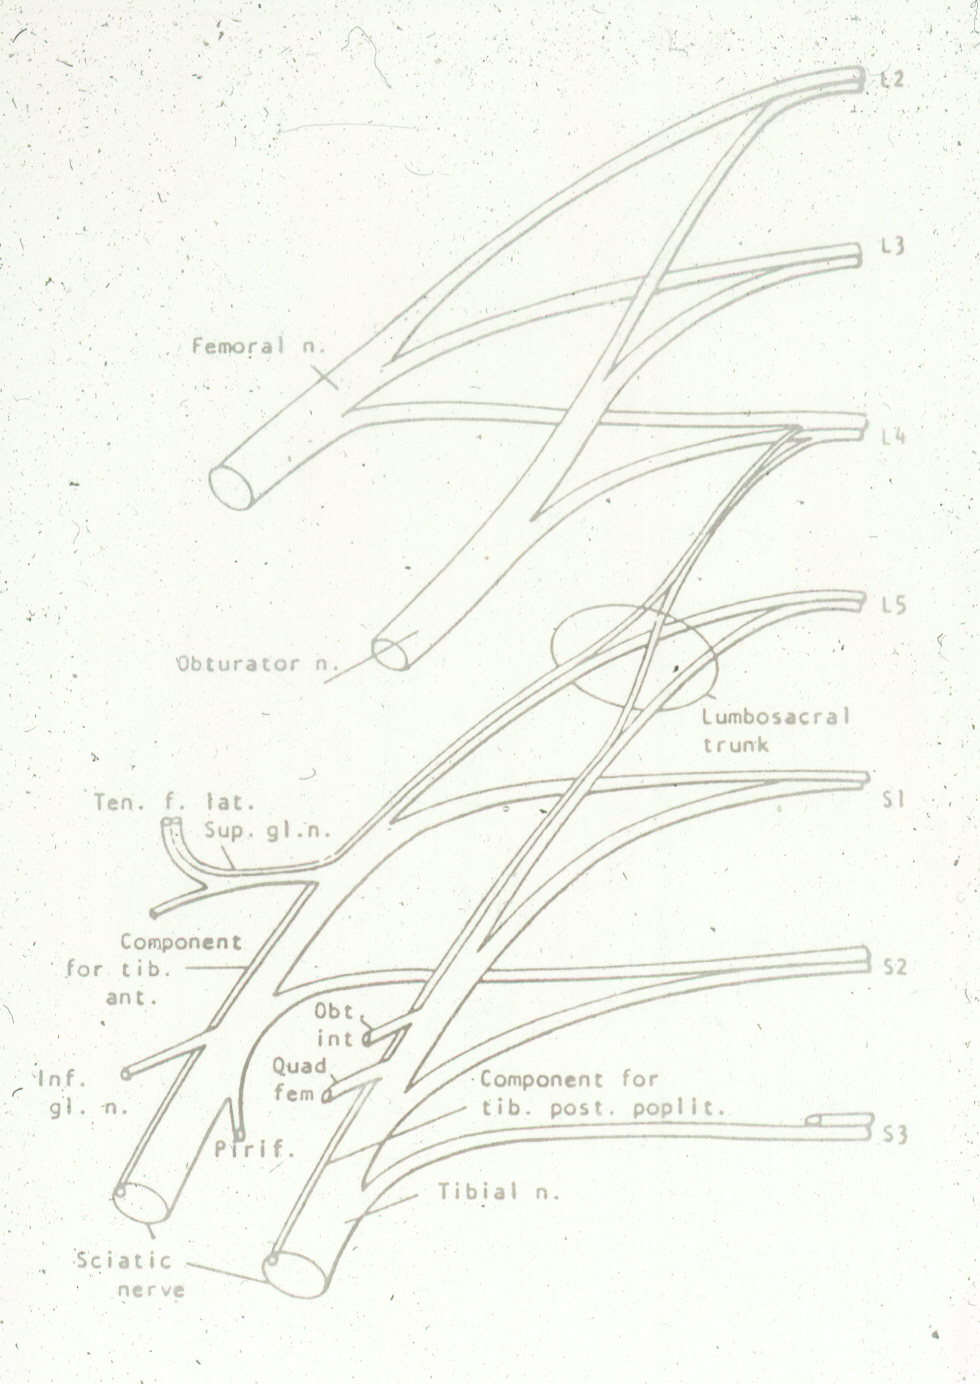 L2
L3
Femoral n.
L4
L5
Obturator n.
Lumbosacral
trunk
S1
Ten. f. lat.
Sup. gl.n.
Component
for tib.
ant.
S2
Obt.
int
Quad
fem
Inf.
gl. n.
Component for
tib. post. poplit.
S3
Pirif.
Tibial n.
Sciatic
nerve